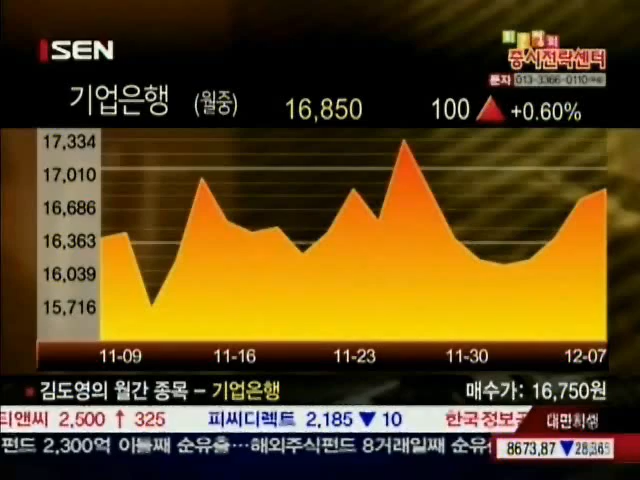 SEN
증시전략센터
문자 013-3366-0110
기업은행 (월중) 16,850 100 ▲ +0.60%
17,334
17,010
16,686
16,363
16,039
15,716
11-09 11-16 11-23 11-30 12-07
김도영의 월간 종목 – 기업은행 매수가: 16,750원
티앤씨 2,500 ↑ 325 피씨디렉트 2,185 ▼ 10 한국정보
펀드 2,300억 이틀째 순유출…해외주식펀드 8거래일째 순유
8673,87 ▼